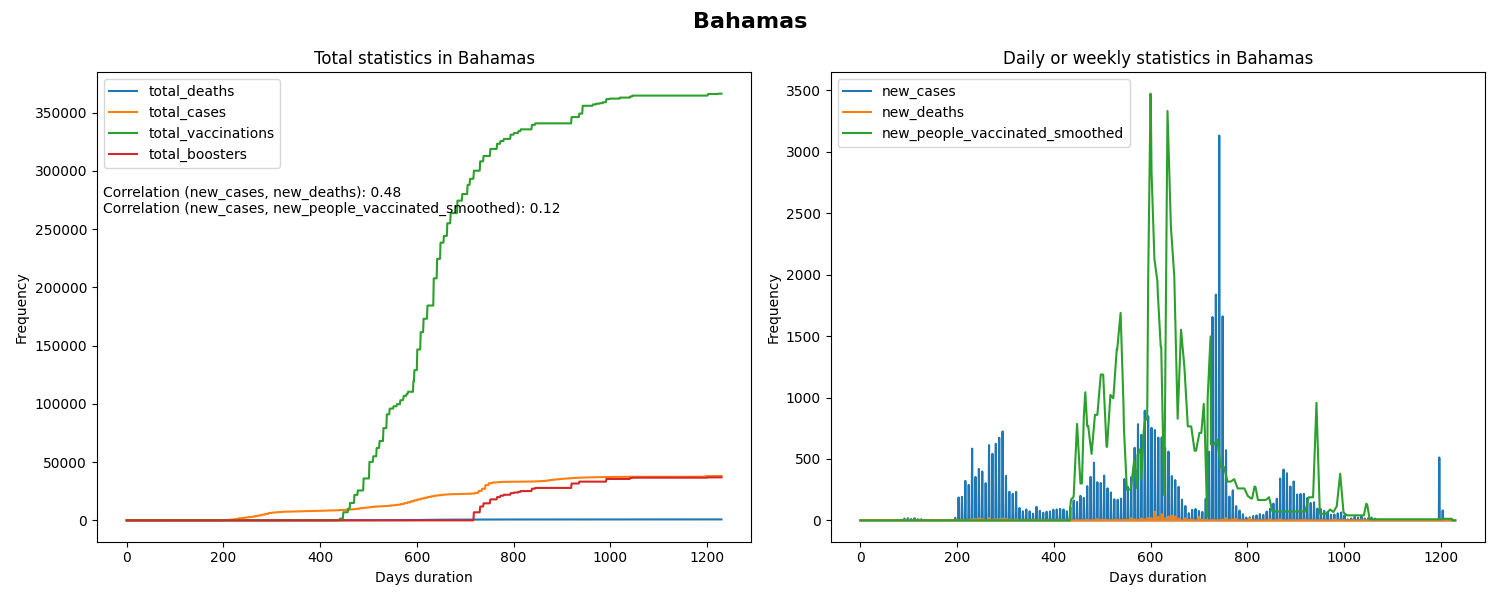 Bahamas
Total statistics in Bahamas
total_deaths
total_cases
total_vaccinations
total_boosters
Correlation (new_cases, new_deaths): 0.48
Correlation (new_cases, new_people_vaccinated_smoothed): 0.12
Frequency
350000
300000
250000
200000
150000
100000
50000
0
0 200 400 600 800 1000 1200
Days duration
Daily or weekly statistics in Bahamas
new_cases
new_deaths
new_people_vaccinated_smoothed
Frequency
3500
3000
2500
2000
1500
1000
500
0
0 200 400 600 800 1000 1200
Days duration